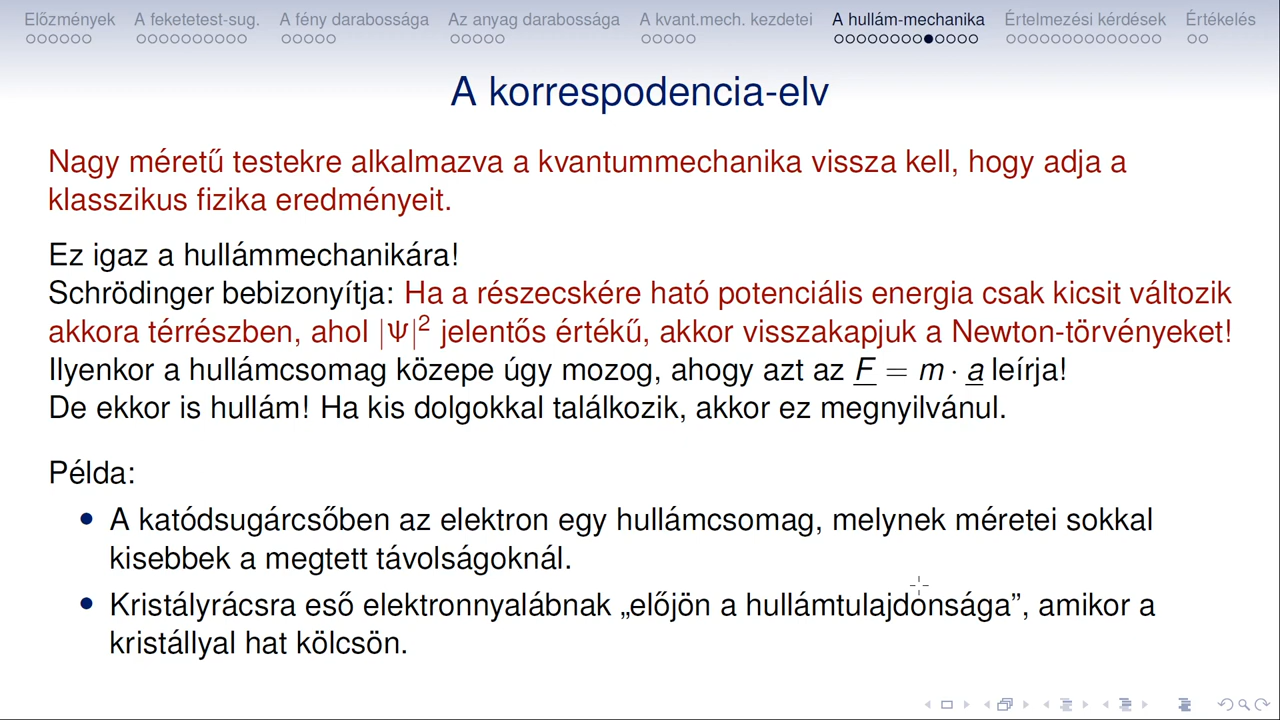 Előzmények A feketetest-sug. A fény darabossága Az anyag darabossága A kvant.mech. kezdetei A hullám-mechanika Értelmezési kérdések Értékelés
A korrespodencia-elv
Nagy méretű testekre alkalmazva a kvantummechanika vissza kell, hogy adja a
klasszikus fizika eredményeit.
Ez igaz a hullámmechanikára!
Schrödinger bebizonyítja: Ha a részecskére ható potenciális energia csak kicsit változik
akkora térrészben, ahol |Ψ|² jelentős értékű, akkor visszakapjuk a Newton-törvényeket!
Ilyenkor a hullámcsomag közepe úgy mozog, ahogy azt az F = m · a leírja!
De ekkor is hullám! Ha kis dolgokkal találkozik, akkor ez megnyilvánul.
Példa:
• A katódsugárcsőben az elektron egy hullámcsomag, melynek méretei sokkal
kisebbek a megtett távolságoknál.
• Kristályrácsra eső elektronnyalábnak „előjön a hullámtulajdonsága”, amikor a
kristállyal hat kölcsön.